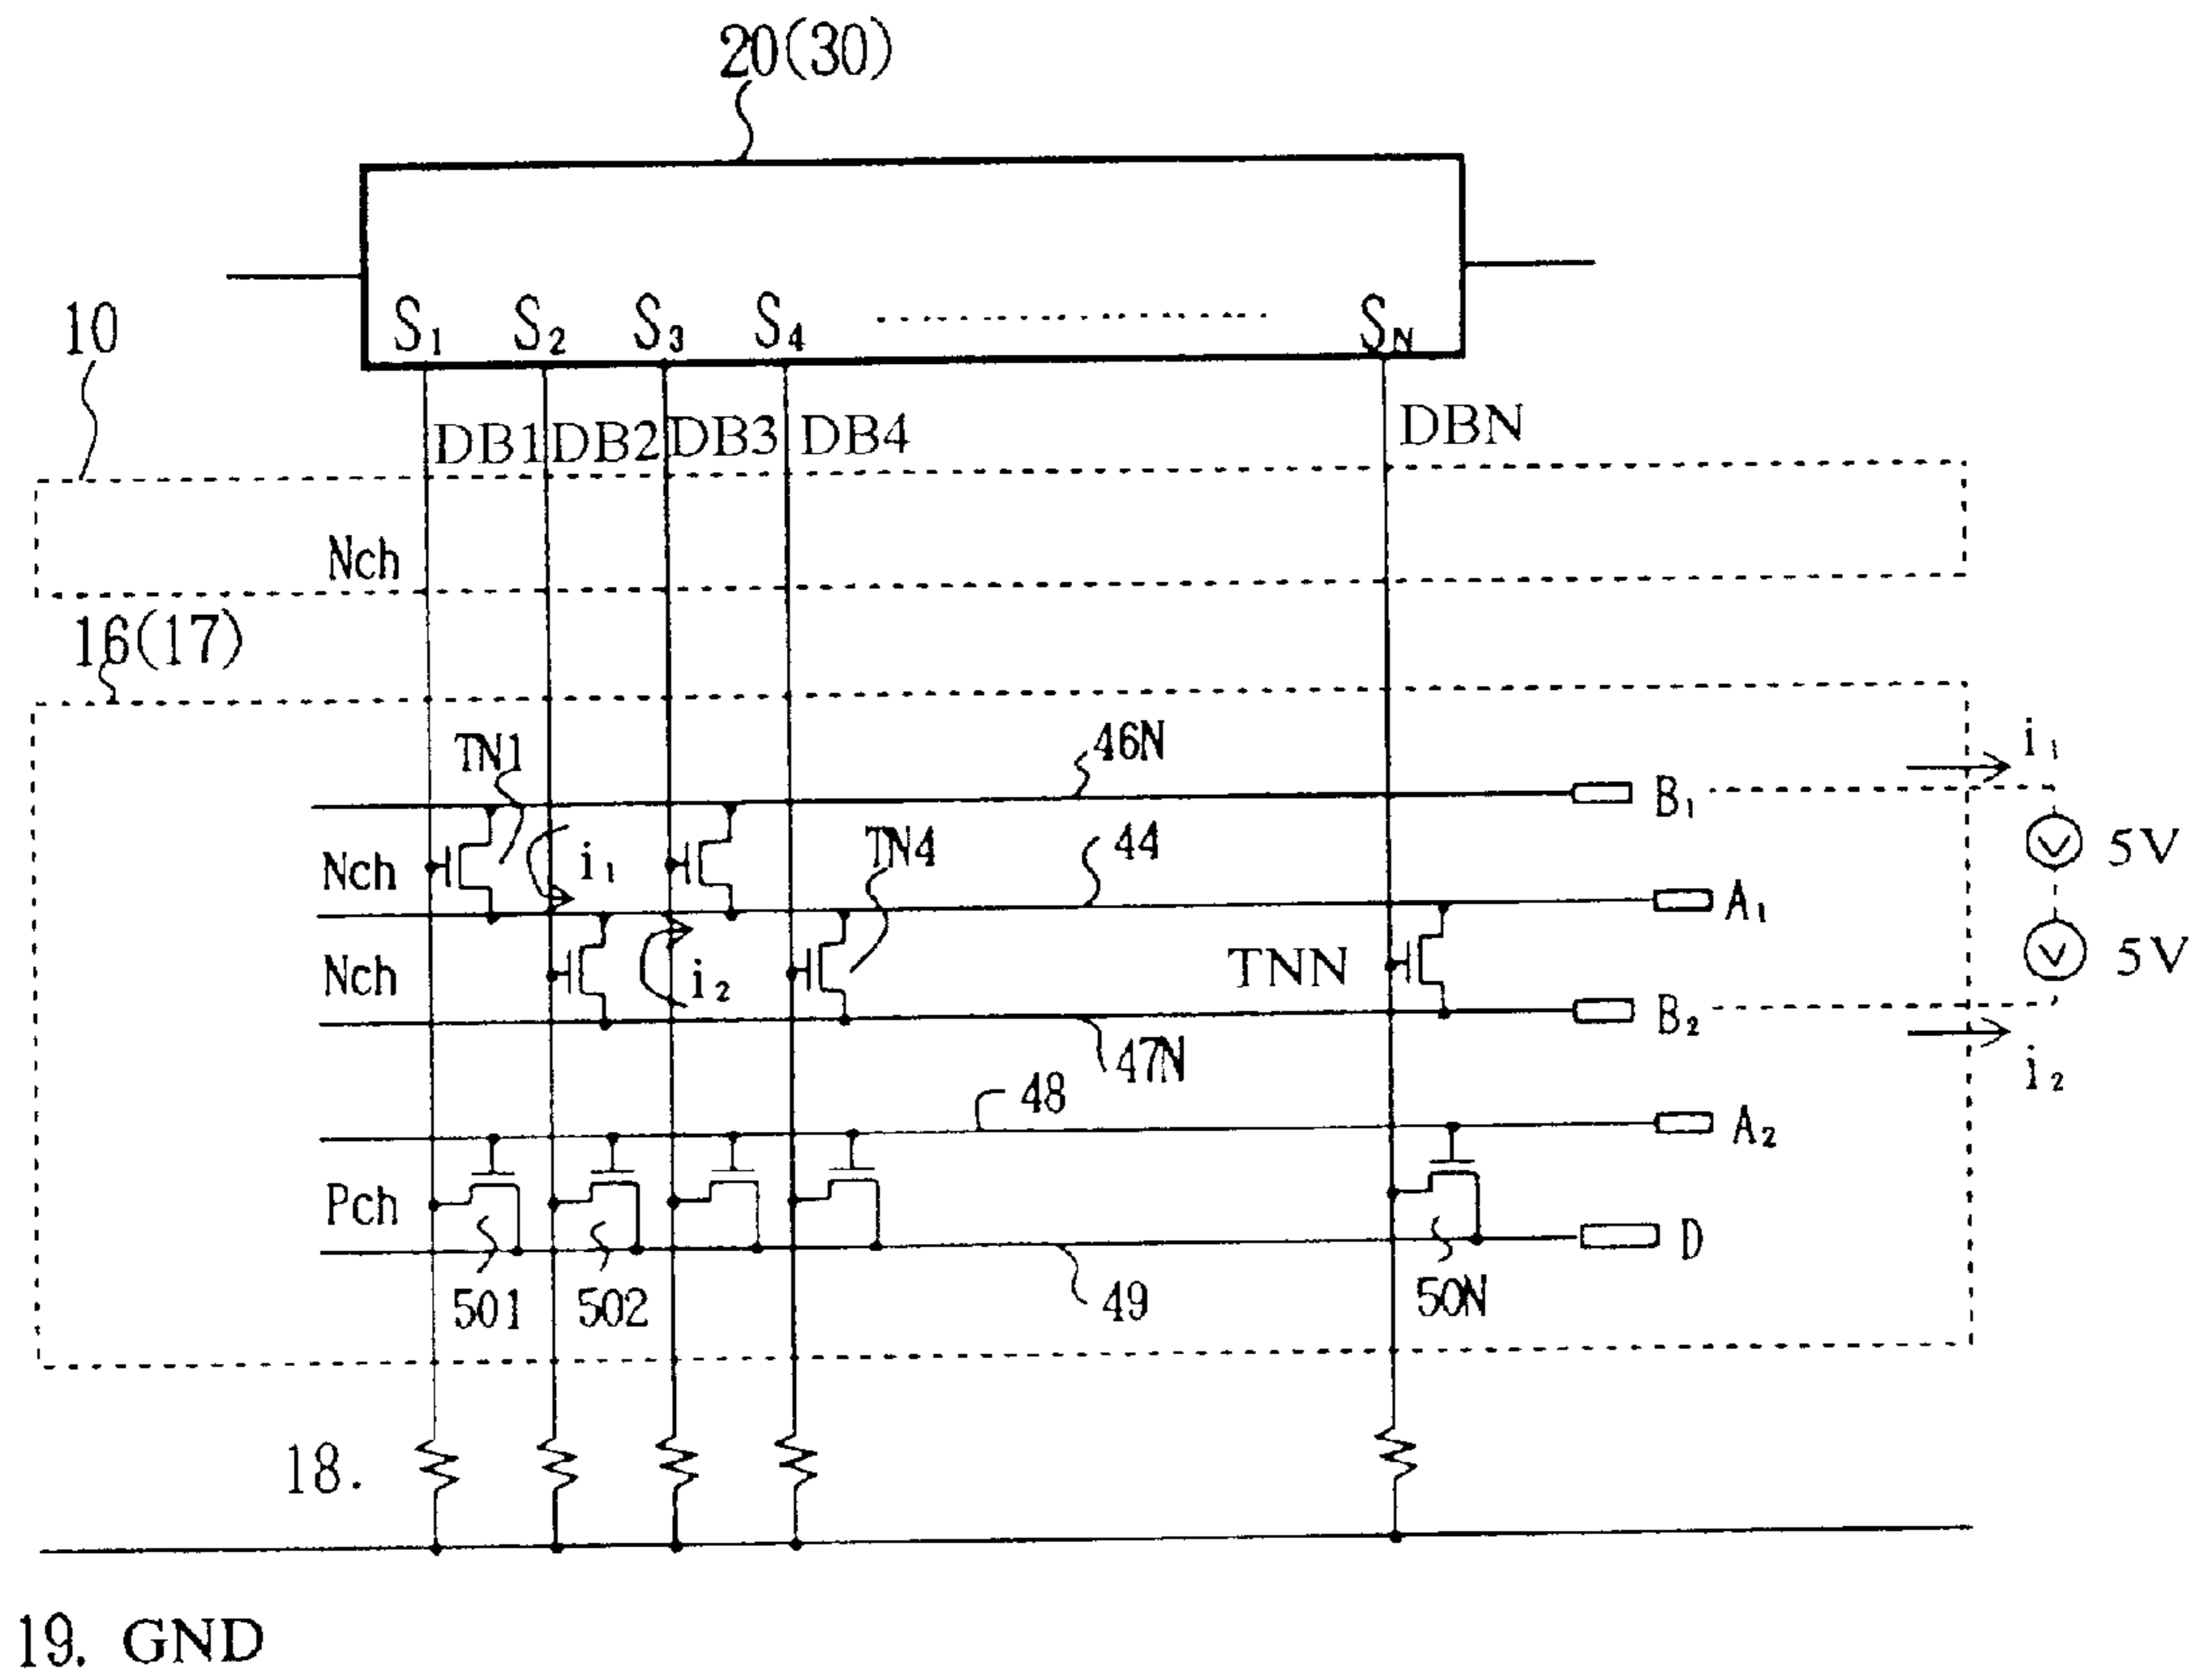 20(30)
S₁ S₂ S₃ S₄ S_N
10
DB1 DB2 DB3 DB4 DBN
Nch
16(17)
TN1
46N
i₁
B₁
5V
Nch
i₁
TN4
44
A₁
Nch
i₂
TNN
5V
B₂
47N
i₂
48
A₂
Pch
D
501
502
49
50N
18.
19. GND